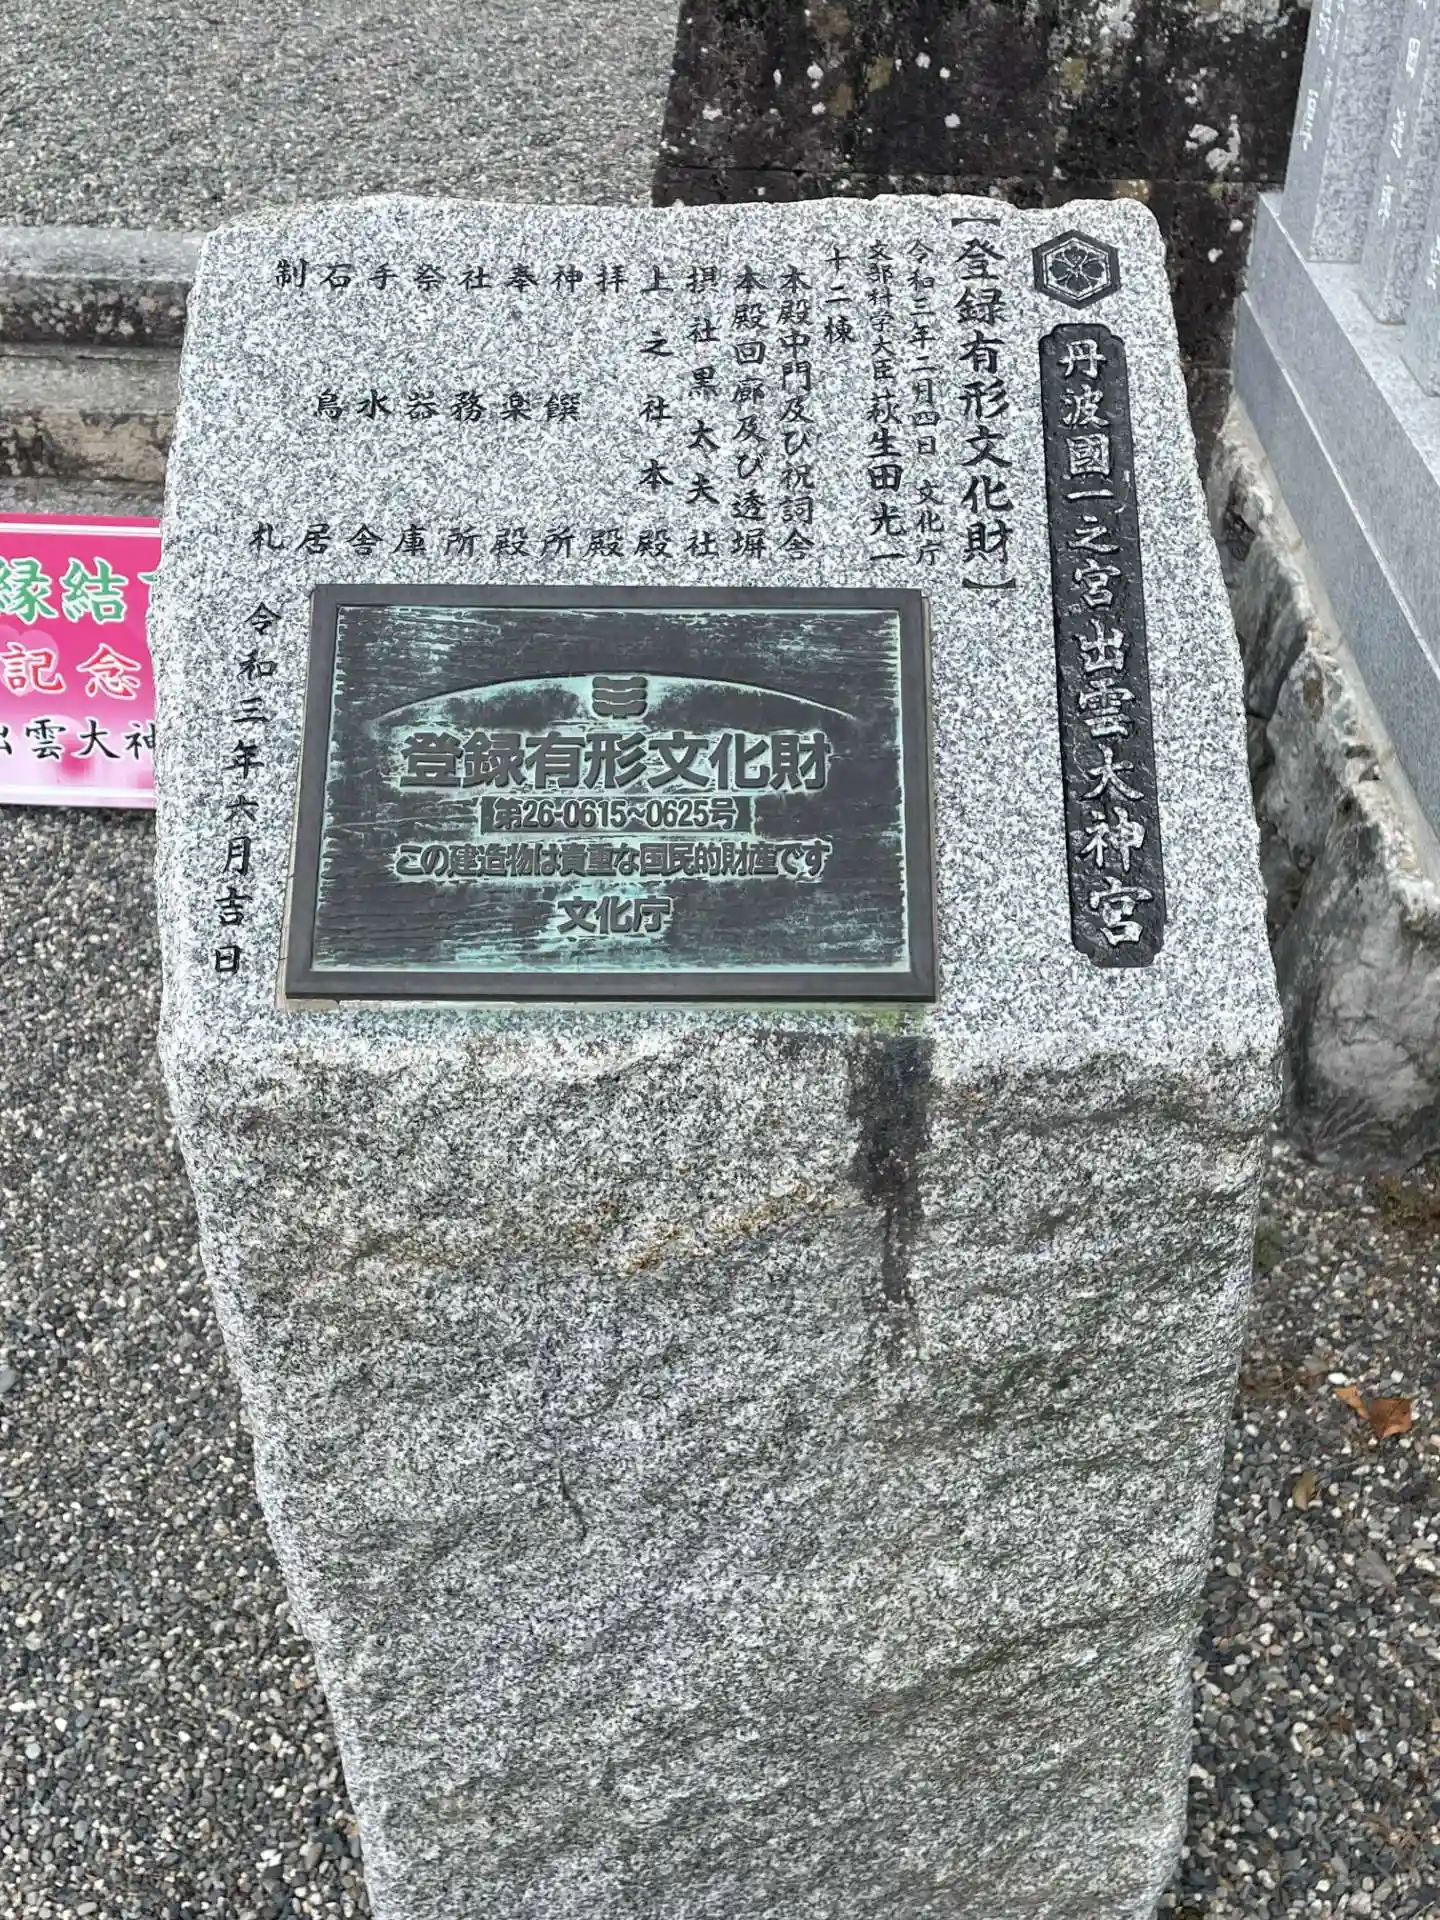 丹波國一之宮出雲大神宮
【登録有形文化財】
令和三年二月四日 文化庁
文部科学大臣 萩生田光一
十二棟
本殿中門及び祝詞舎
本殿回廊及び透塀
摂社黒太夫社
上之社本殿
拝殿
神饌所
奉楽殿
社務所
祭器庫
手水舎
石鳥居
制札
令和三年六月吉日
登録有形文化財
第26-0615~0625号
この建造物は貴重な国民的財産です
文化庁
縁結
記念
出雲大神